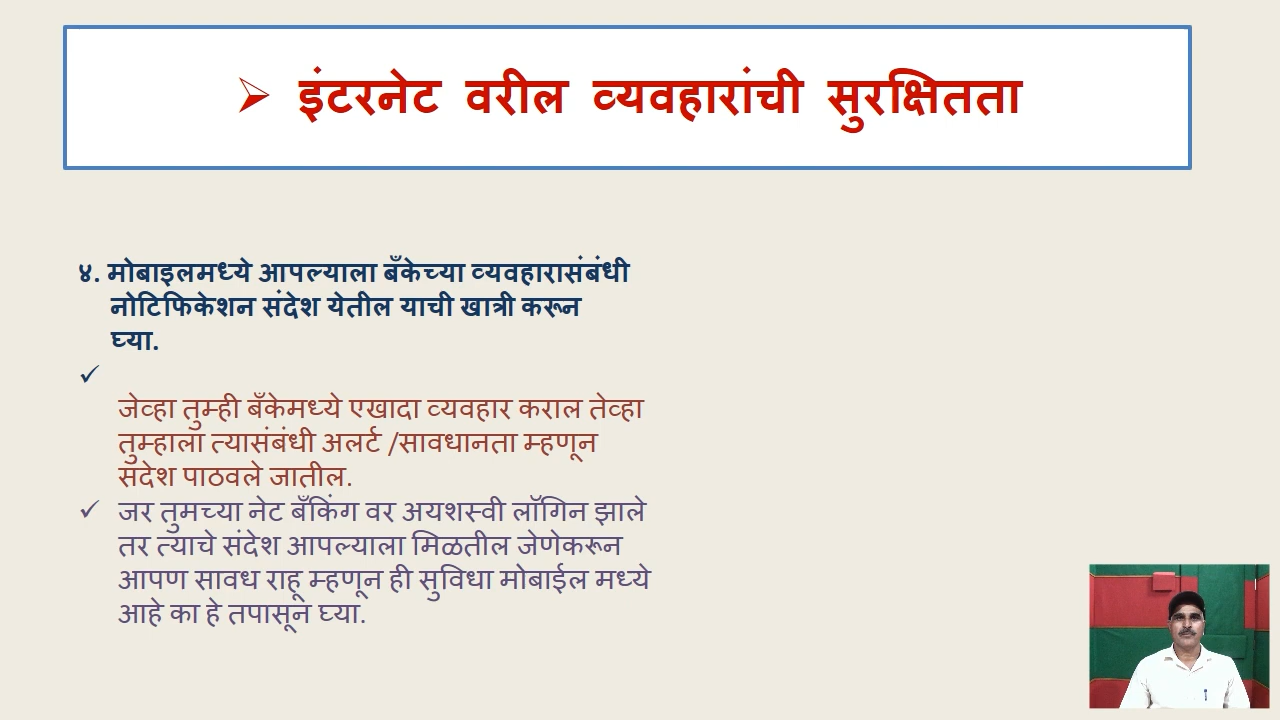 ➢ इंटरनेट वरील व्यवहारांची सुरक्षितता
४. मोबाइलमध्ये आपल्याला बँकेच्या व्यवहारासंबंधी
नोटिफिकेशन संदेश येतील याची खात्री करून
घ्या.
✓
जेव्हा तुम्ही बँकेमध्ये एखादा व्यवहार कराल तेव्हा
तुम्हाला त्यासंबंधी अलर्ट /सावधानता म्हणून
संदेश पाठवले जातील.
✓ जर तुमच्या नेट बँकिंग वर अयशस्वी लॉगिन झाले
तर त्याचे संदेश आपल्याला मिळतील जेणेकरून
आपण सावध राहू म्हणून ही सुविधा मोबाईल मध्ये
आहे का हे तपासून घ्या.